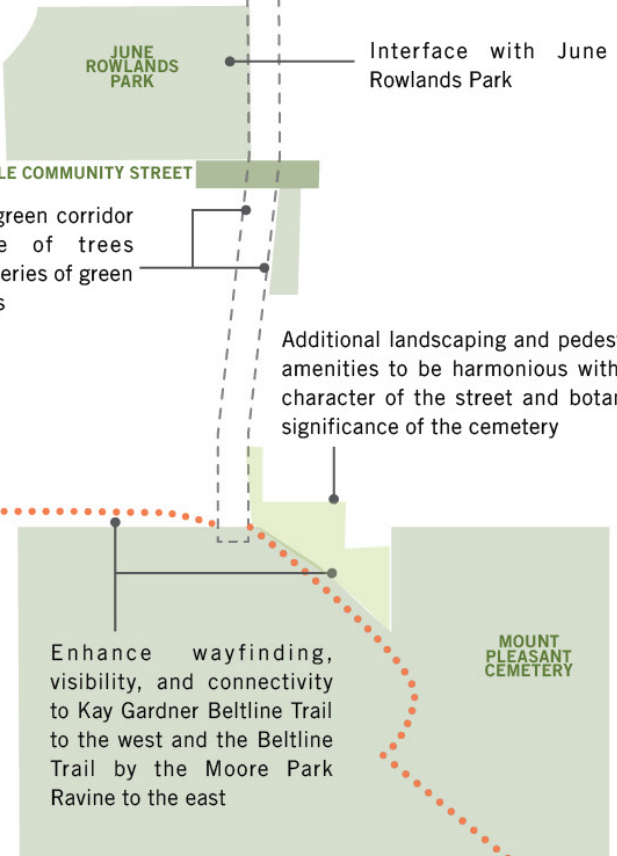 JUNE
ROWLANDS
PARK
Interface with June
Rowlands Park
LE COMMUNITY STREET
green corridor
e of trees
eries of green
s
Additional landscaping and pedest
amenities to be harmonious with
character of the street and botan
significance of the cemetery
Enhance wayfinding,
visibility, and connectivity
to Kay Gardner Beltline Trail
to the west and the Beltline
Trail by the Moore Park
Ravine to the east
MOUNT
PLEASANT
CEMETERY